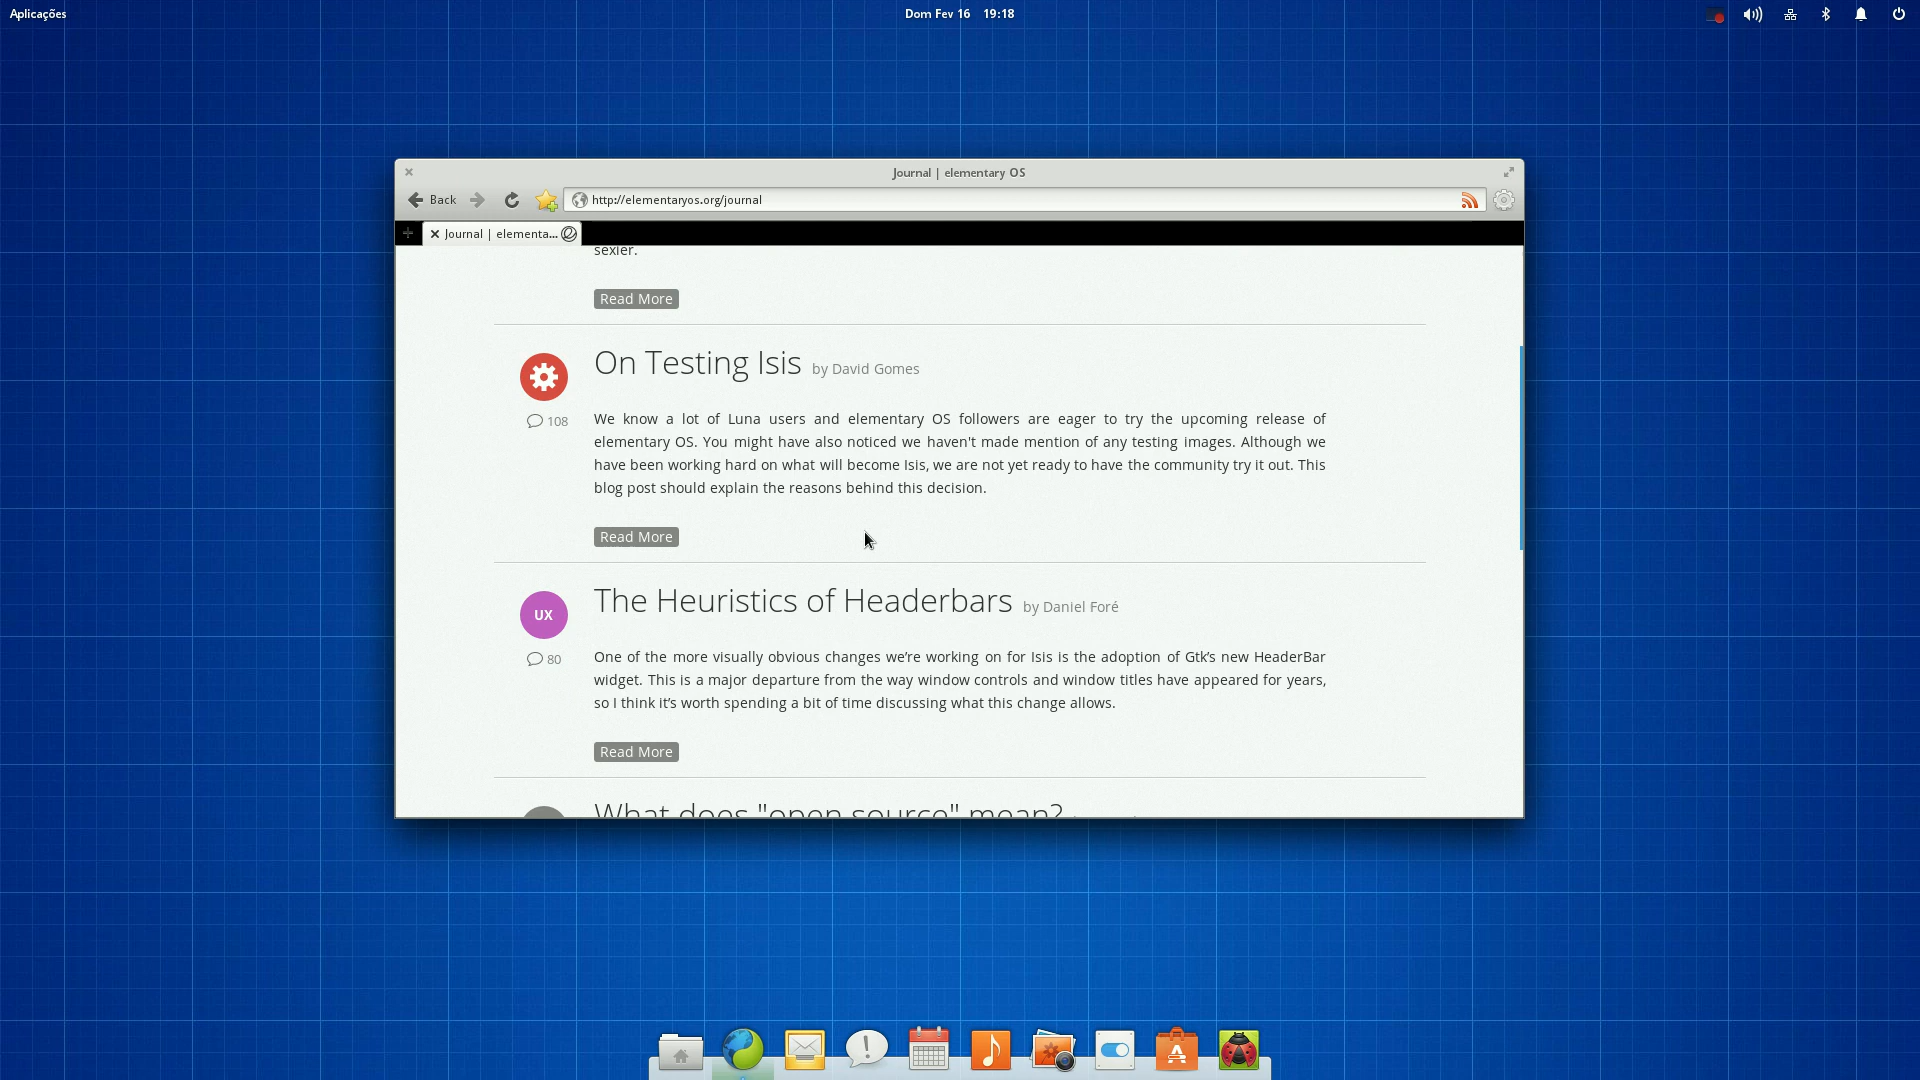 Aplicações
Dom Fev 16 19:18
Journal | elementary OS
Back
http://elementaryos.org/journal
Journal | elementa...
sexier.
Read More
On Testing Isis by David Gomes
108
We know a lot of Luna users and elementary OS followers are eager to try the upcoming release of
elementary OS. You might have also noticed we haven't made mention of any testing images. Although we
have been working hard on what will become Isis, we are not yet ready to have the community try it out. This
blog post should explain the reasons behind this decision.
Read More
UX
The Heuristics of Headerbars by Daniel Foré
80
One of the more visually obvious changes we’re working on for Isis is the adoption of Gtk’s new HeaderBar
widget. This is a major departure from the way window controls and window titles have appeared for years,
so I think it’s worth spending a bit of time discussing what this change allows.
Read More
What does "open source" mean?